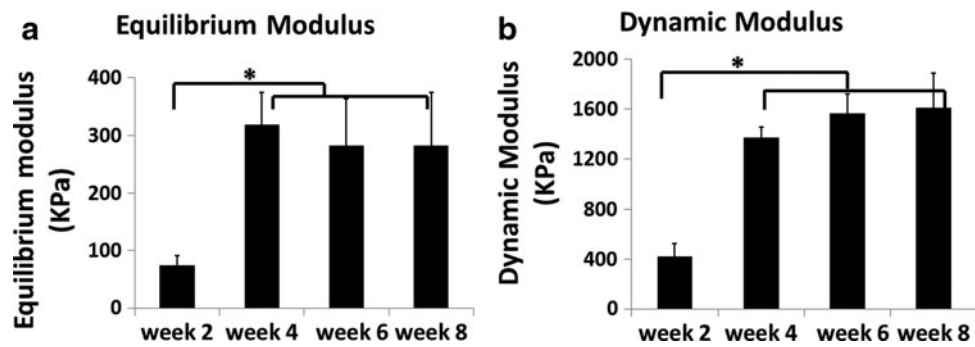 a Equilibrium Modulus
Equilibrium modulus
(KPa)
400
300
200
100
0
*
week 2 week 4 week 6 week 8
b Dynamic Modulus
Dynamic Modulus
(KPa)
2000
1600
1200
800
400
0
*
week 2 week 4 week 6 week 8